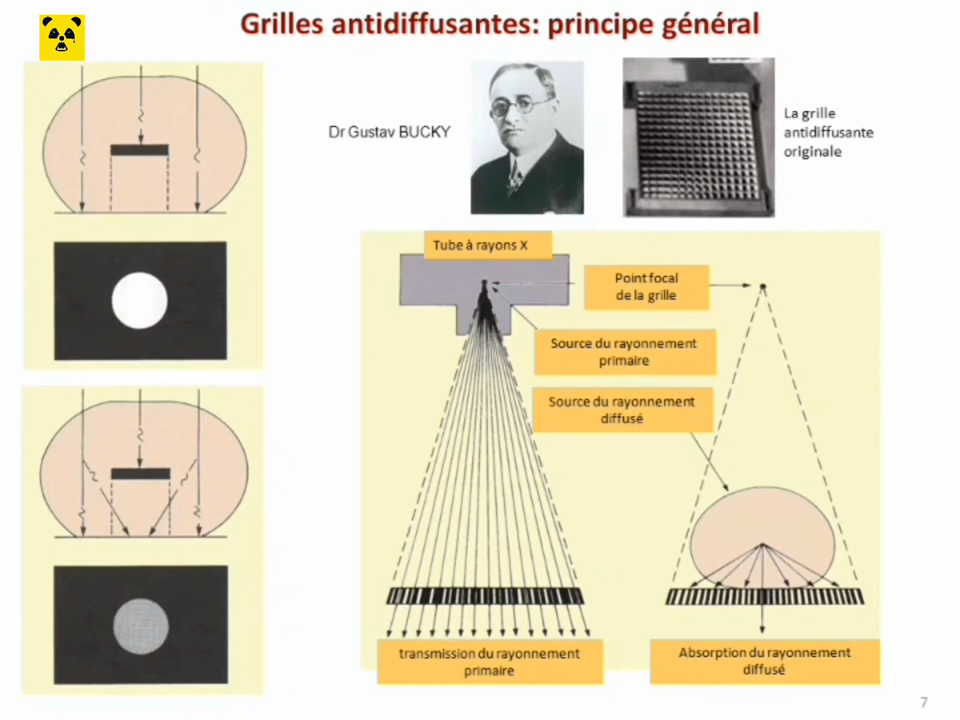 Grilles antidiffusantes: principe général
Dr Gustav BUCKY
La grille
antidiffusante
originale
Tube à rayons X
Point focal
de la grille
Source du rayonnement
primaire
Source du rayonnement
diffusé
transmission du rayonnement
primaire
Absorption du rayonnement
diffusé
7